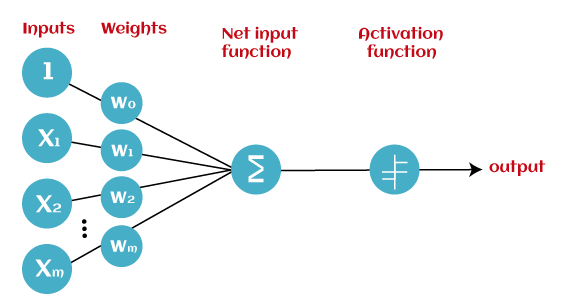 Inputs
Weights
Net input
function
Activation
function
1
X1
X2
Xm
W0
W1
W2
Wm
Σ
output